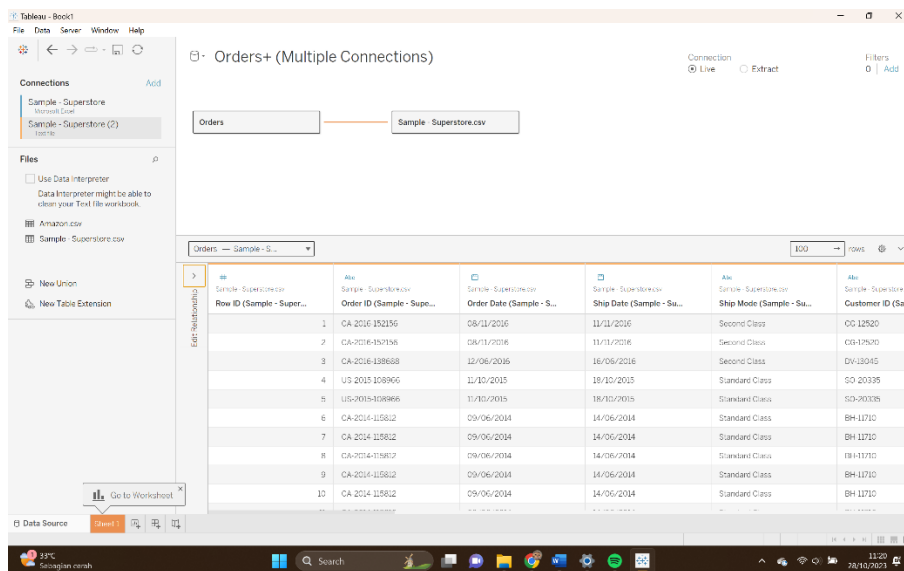 Tableau - Book1
File Data Server Window Help
Connections Add
Sample - Superstore
Microsoft Excel
Sample - Superstore (2)
Text file
Files
Use Data Interpreter
Data Interpreter might be able to
clean your Text file workbook.
Amazon.csv
Sample - Superstore.csv
New Union
New Table Extension
Orders+ (Multiple Connections)
Connection
Live Extract
Filters
0 Add
Orders
Sample - Superstore.csv
Orders — Sample - S...
100 rows
Edit Relationship
Abc Abc Abc
Sample - Superstore.csv Sample - Superstore.csv Sample - Superstore.csv Sample - Superstore.csv Sample - Superstore.csv Sample - Superstore
Row ID (Sample - Super... Order ID (Sample - Supe... Order Date (Sample - S... Ship Date (Sample - Su... Ship Mode (Sample - Su... Customer ID (Sa
1 CA-2016-152156 08/11/2016 11/11/2016 Second Class CG-12520
2 CA-2016-152156 08/11/2016 11/11/2016 Second Class CG-12520
3 CA-2016-138688 12/06/2016 16/06/2016 Second Class DV-13045
4 US-2015-108966 11/10/2015 18/10/2015 Standard Class SO-20335
5 US-2015-108966 11/10/2015 18/10/2015 Standard Class SO-20335
6 CA-2014-115812 09/06/2014 14/06/2014 Standard Class BH-11710
7 CA-2014-115812 09/06/2014 14/06/2014 Standard Class BH-11710
8 CA-2014-115812 09/06/2014 14/06/2014 Standard Class BH-11710
9 CA-2014-115812 09/06/2014 14/06/2014 Standard Class BH-11710
10 CA-2014-115812 09/06/2014 14/06/2014 Standard Class BH-11710
Go to Worksheet
Data Source Sheet 1
1
33°C
Sebagian cerah
Search
11:20
28/10/2023